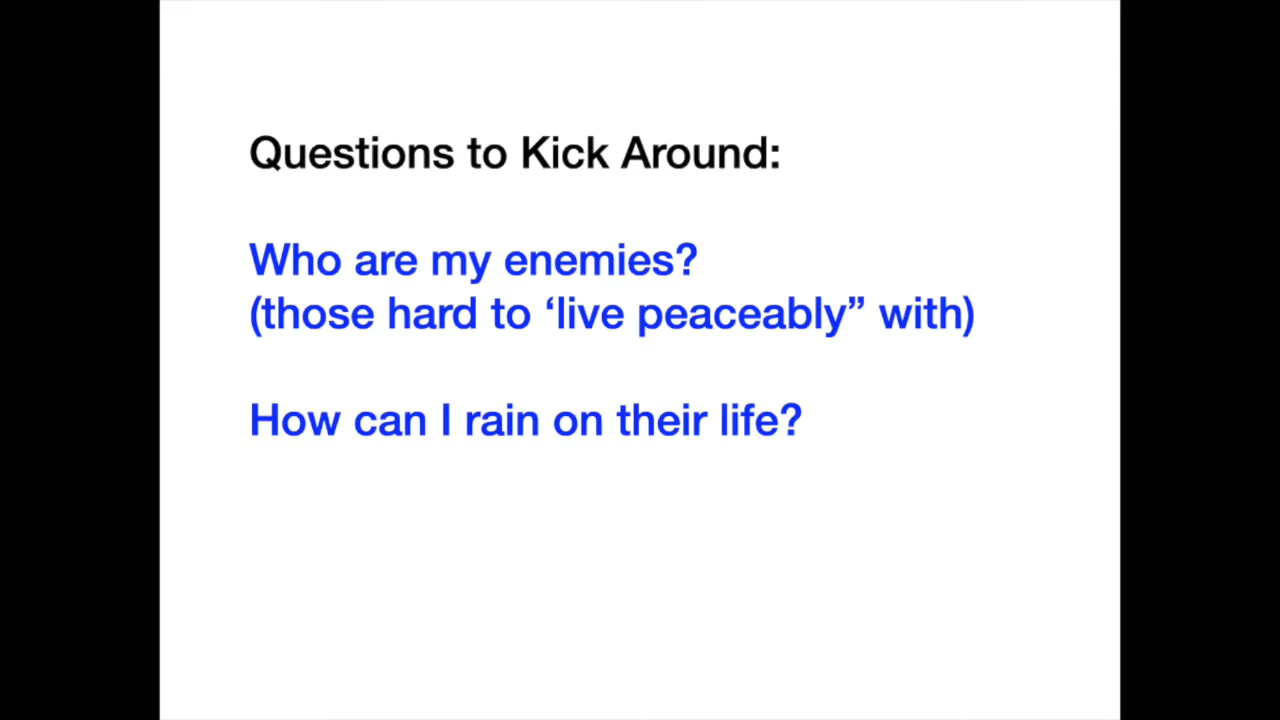 Questions to Kick Around:
Who are my enemies?
(those hard to ‘live peaceably” with)
How can I rain on their life?